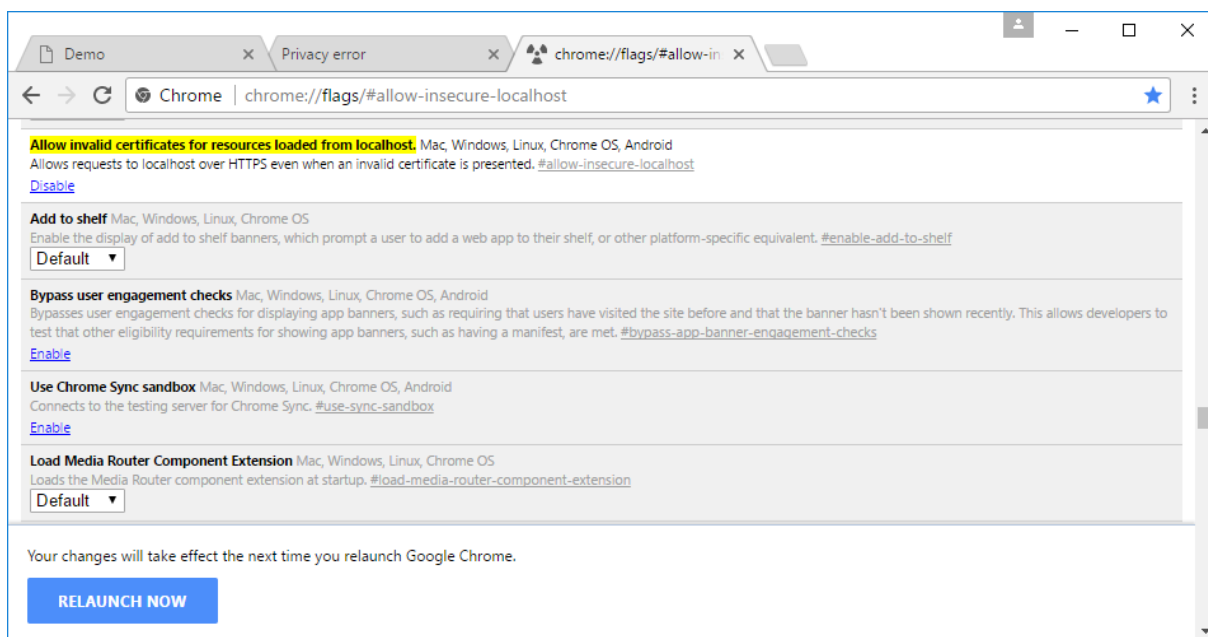 Demo
Privacy error
chrome://flags/#allow-in
Chrome chrome://flags/#allow-insecure-localhost
Allow invalid certificates for resources loaded from localhost. Mac, Windows, Linux, Chrome OS, Android
Allows requests to localhost over HTTPS even when an invalid certificate is presented. #allow-insecure-localhost
Disable
Add to shelf Mac, Windows, Linux, Chrome OS
Enable the display of add to shelf banners, which prompt a user to add a web app to their shelf, or other platform-specific equivalent. #enable-add-to-shelf
Default
Bypass user engagement checks Mac, Windows, Linux, Chrome OS, Android
Bypasses user engagement checks for displaying app banners, such as requiring that users have visited the site before and that the banner hasn't been shown recently. This allows developers to
test that other eligibility requirements for showing app banners, such as having a manifest, are met. #bypass-app-banner-engagement-checks
Enable
Use Chrome Sync sandbox Mac, Windows, Linux, Chrome OS, Android
Connects to the testing server for Chrome Sync. #use-sync-sandbox
Enable
Load Media Router Component Extension Mac, Windows, Linux, Chrome OS
Loads the Media Router component extension at startup. #load-media-router-component-extension
Default
Your changes will take effect the next time you relaunch Google Chrome.
RELAUNCH NOW